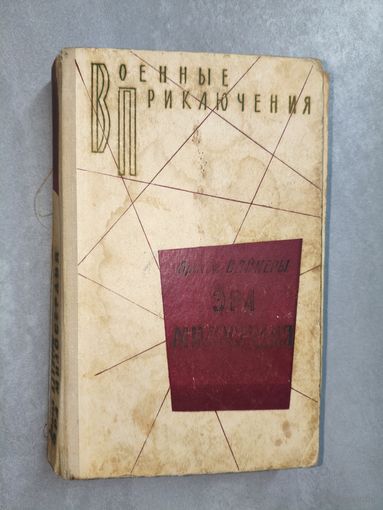 Военные
Приключения
Братья ВАЙНЕРЫ
ЭРА
МИЛОСЕРДИЯ